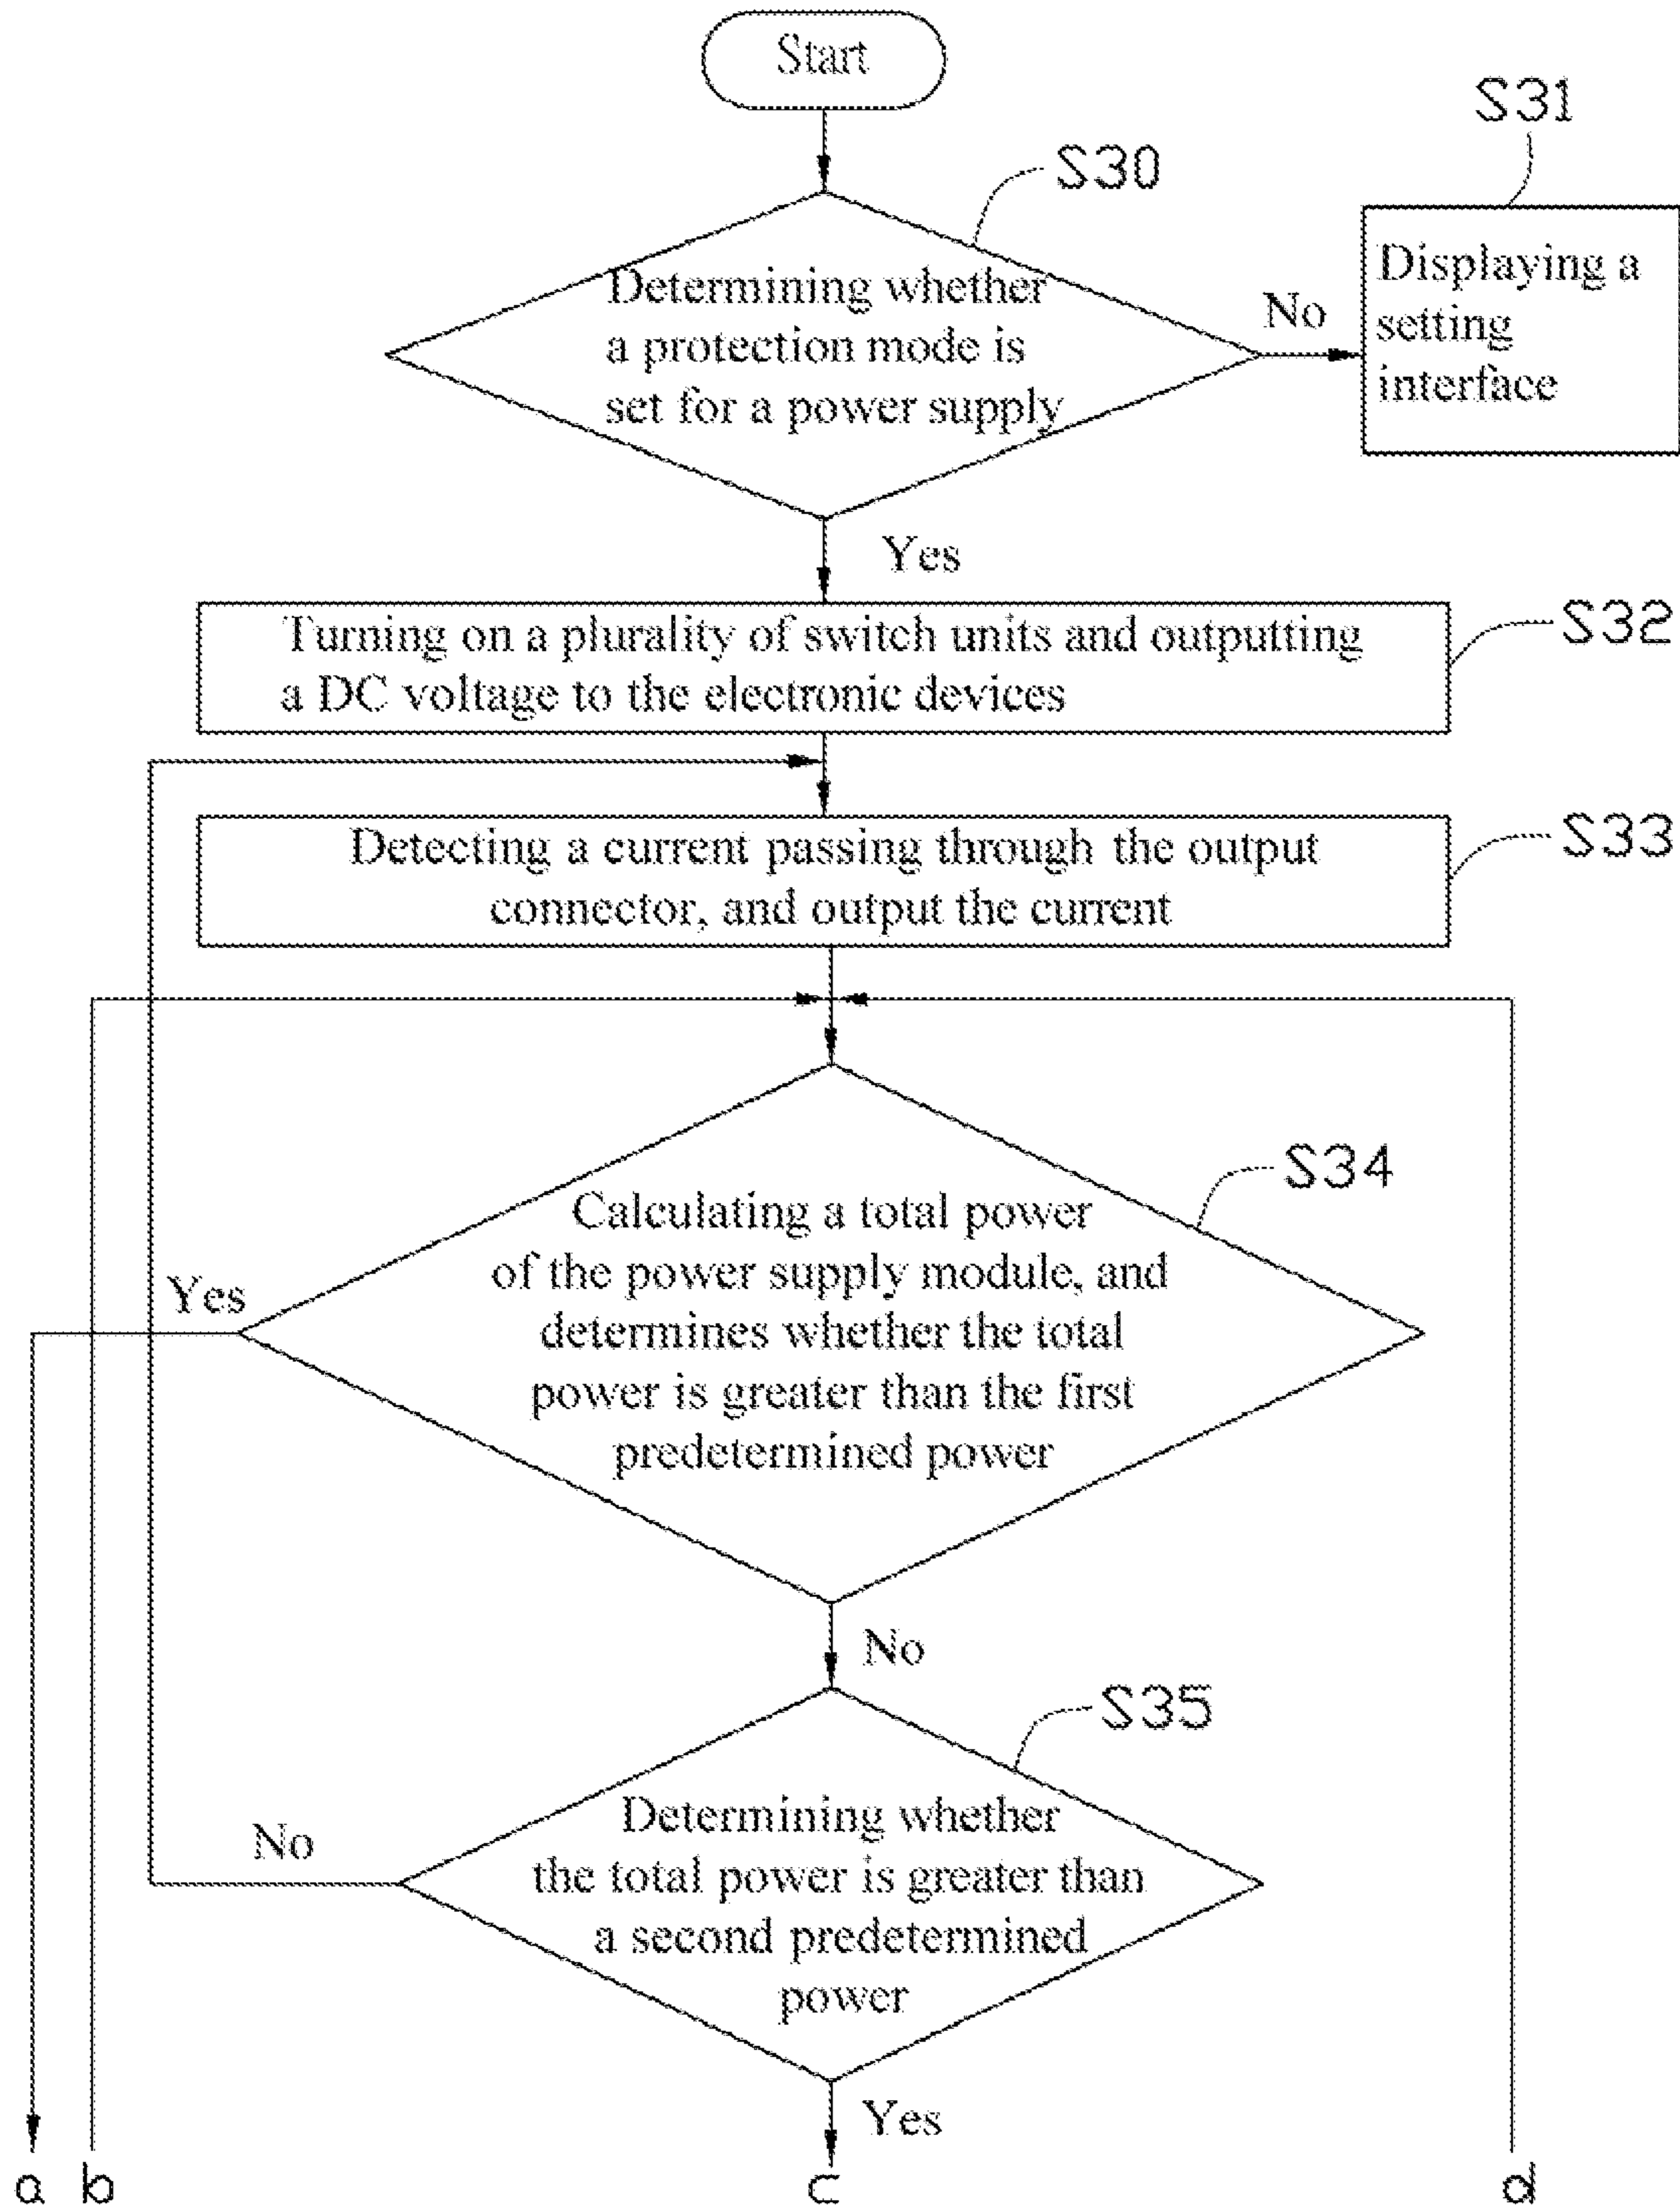 Start
S30
S31
Determining whether
a protection mode is
set for a power supply
No
Displaying a
setting
interface
Yes
Turning on a plurality of switch units and outputting
a DC voltage to the electronic devices
S32
Detecting a current passing through the output
connector, and output the current
S33
S34
Calculating a total power
of the power supply module, and
determines whether the total
power is greater than the first
predetermined power
Yes
No
S35
Determining whether
the total power is greater than
a second predetermined
power
No
Yes
a
b
c
d